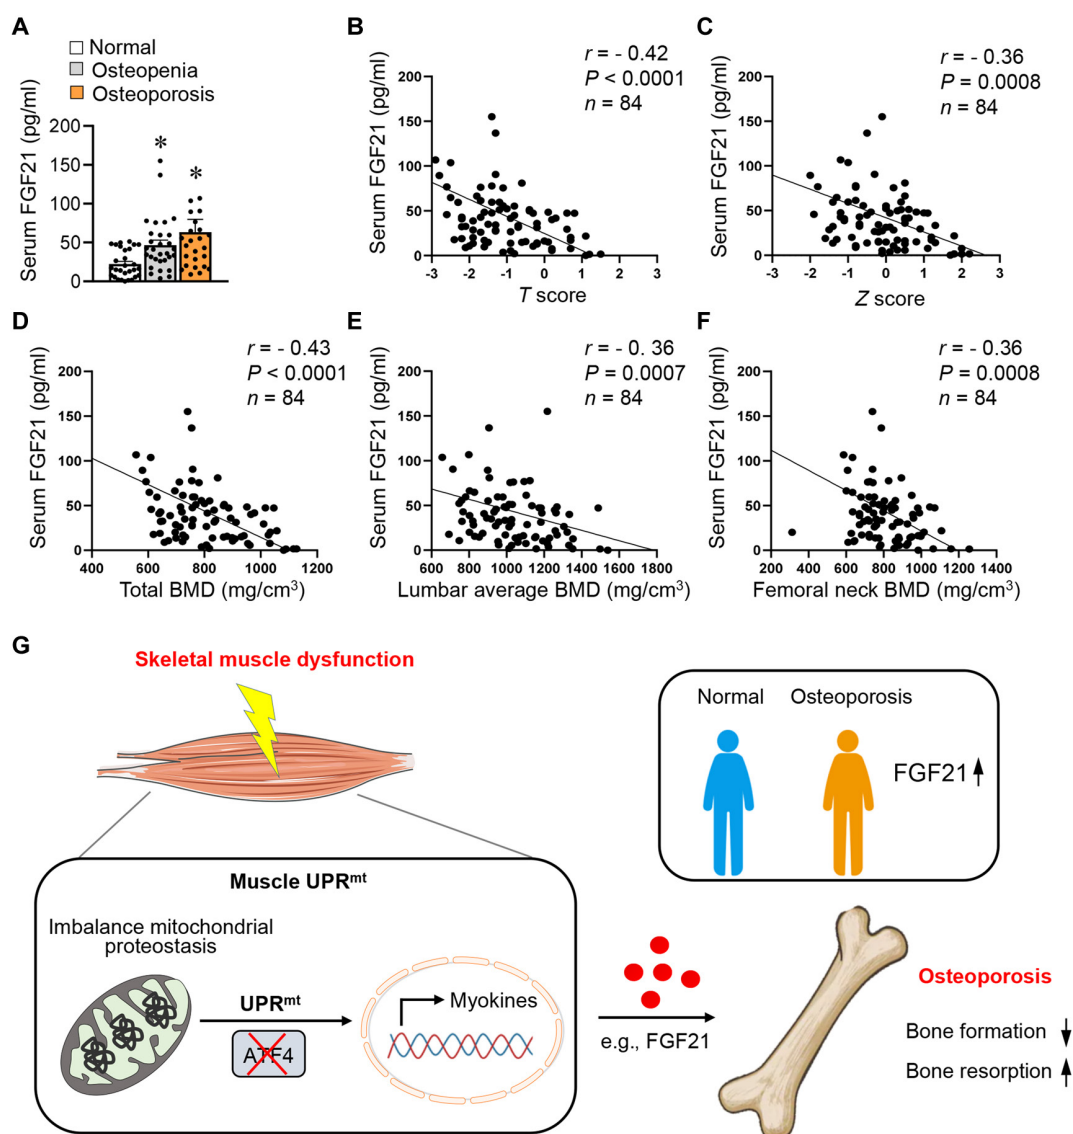 A
Normal
Osteopenia
Osteoporosis
Serum FGF21 (pg/ml)
200
150
100
50
0
*
*
B
r = - 0.42
P < 0.0001
n = 84
Serum FGF21 (pg/ml)
200
150
100
50
0
-3 -2 -1 0 1 2 3
T score
C
r = - 0.36
P = 0.0008
n = 84
Serum FGF21 (pg/ml)
200
150
100
50
0
-3 -2 -1 0 1 2 3
Z score
D
r = - 0.43
P < 0.0001
n = 84
Serum FGF21 (pg/ml)
200
150
100
50
0
400 600 800 1000 1200
Total BMD (mg/cm³)
E
r = - 0. 36
P = 0.0007
n = 84
Serum FGF21 (pg/ml)
200
150
100
50
0
600 800 1000 1200 1400 1600 1800
Lumbar average BMD (mg/cm³)
F
r = - 0.36
P = 0.0008
n = 84
Serum FGF21 (pg/ml)
200
150
100
50
0
200 400 600 800 1000 1200 1400
Femoral neck BMD (mg/cm³)
G
Skeletal muscle dysfunction
Normal Osteoporosis
FGF21
Muscle UPRᵐᵗ
Imbalance mitochondrial
proteostasis
UPRᵐᵗ
ATF4
Myokines
e.g., FGF21
Osteoporosis
Bone formation
Bone resorption